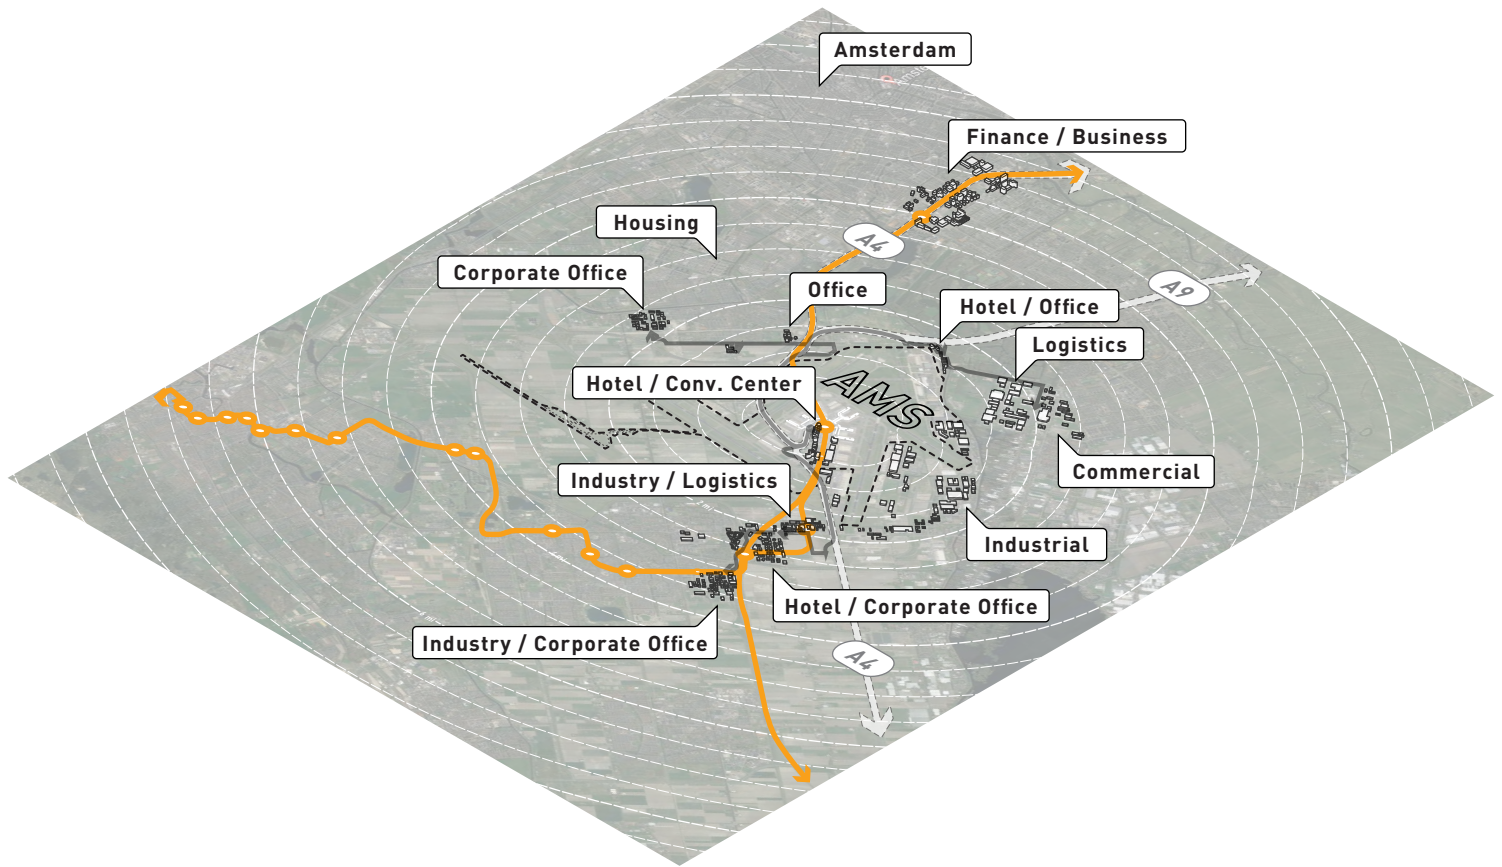 Amsterdam
Finance / Business
Housing
A4
Corporate Office
Office
A9
Hotel / Office
Logistics
Hotel / Conv. Center
AMS
Commercial
Industry / Logistics
Industrial
Hotel / Corporate Office
Industry / Corporate Office
A4